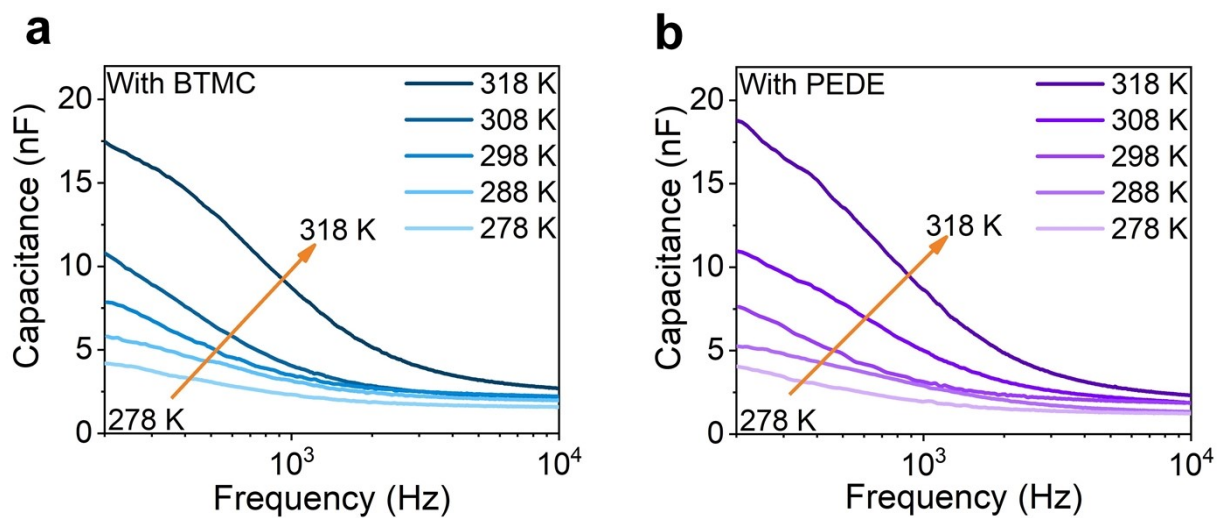 a
With BTMC
318 K
308 K
298 K
288 K
278 K
20
15
10
5
0
Capacitance (nF)
318 K
278 K
10³
10⁴
Frequency (Hz)
b
With PEDE
318 K
308 K
298 K
288 K
278 K
20
15
10
5
0
Capacitance (nF)
318 K
278 K
10³
10⁴
Frequency (Hz)